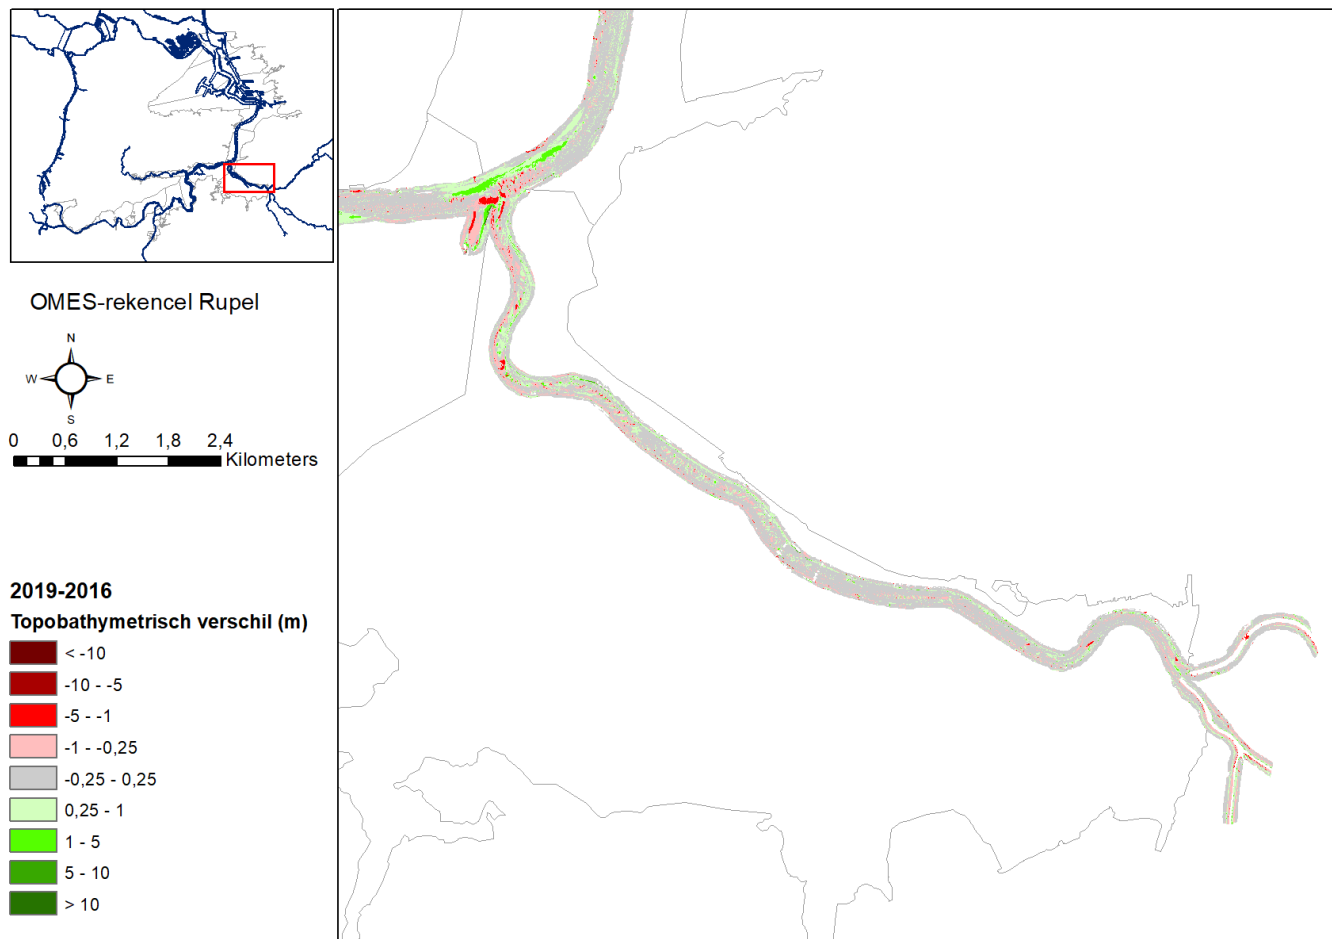 OMES-rekencel Rupel
N
W E
S
0 0,6 1,2 1,8 2,4
Kilometers
2019-2016
Topobathymetrisch verschil (m)
< -10
-10 - -5
-5 - -1
-1 - -0,25
-0,25 - 0,25
0,25 - 1
1 - 5
5 - 10
> 10